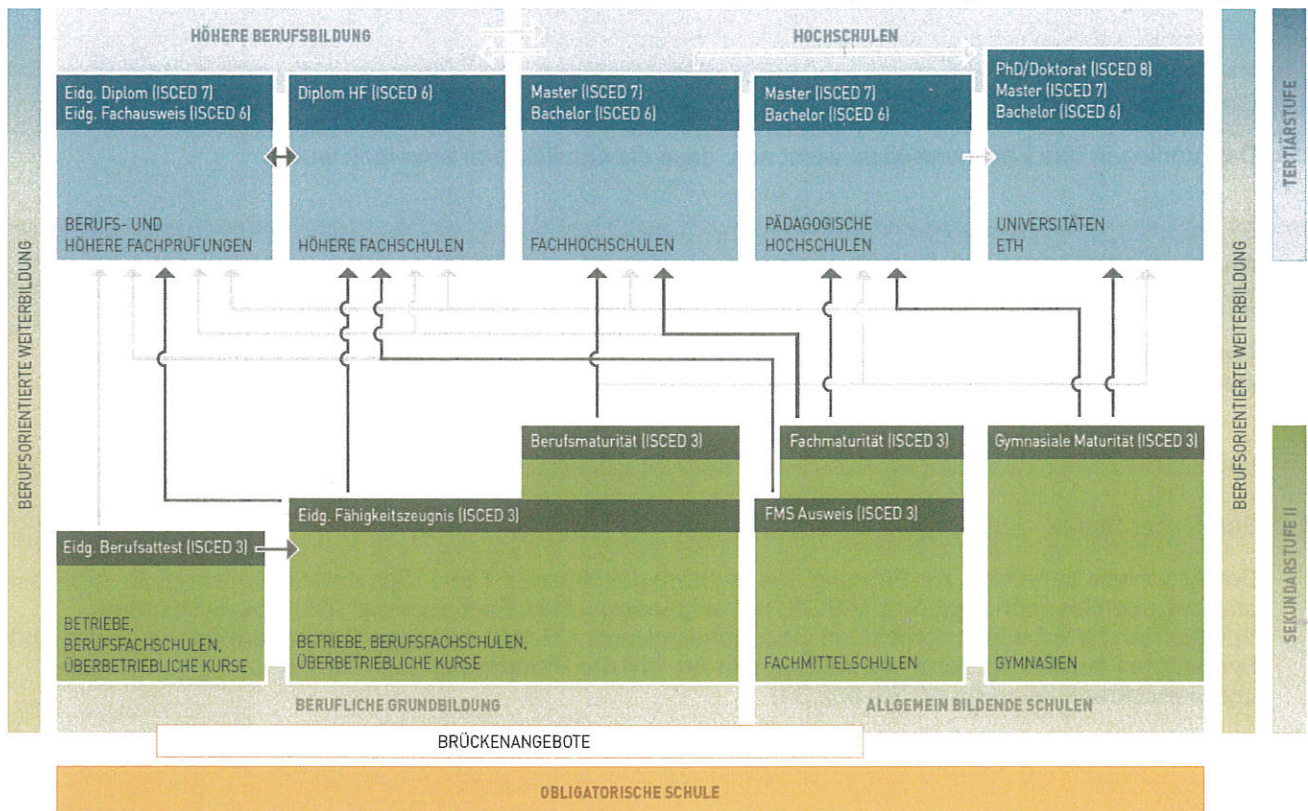 HÖHERE BERUFSBILDUNG
HOCHSCHULEN
Eidg. Diplom (ISCED 7)
Eidg. Fachausweis (ISCED 6)
BERUFS- UND
HÖHERE FACHPRÜFUNGEN
Diplom HF (ISCED 6)
HÖHERE FACHSCHULEN
Master (ISCED 7)
Bachelor (ISCED 6)
FACHHOCHSCHULEN
Master (ISCED 7)
Bachelor (ISCED 6)
PÄDAGOGISCHE
HOCHSCHULEN
PhD/Doktorat (ISCED 8)
Master (ISCED 7)
Bachelor (ISCED 6)
UNIVERSITÄTEN
ETH
BERUFSORIENTIERTE WEITERBILDUNG
BERUFSORIENTIERTE WEITERBILDUNG
TERTIÄRSTUFE
SEKUNDARSTUFE II
Berufsmaturität (ISCED 3)
Fachmaturität (ISCED 3)
Gymnasiale Maturität (ISCED 3)
Eidg. Fähigkeitszeugnis (ISCED 3)
FMS Ausweis (ISCED 3)
Eidg. Berufsattest (ISCED 3)
BETRIEBE,
BERUFSFACHSCHULEN,
ÜBERBETRIEBLICHE KURSE
BETRIEBE, BERUFSFACHSCHULEN,
ÜBERBETRIEBLICHE KURSE
FACHMITTELSCHULEN
GYMNASIEN
BERUFLICHE GRUNDBILDUNG
ALLGEMEIN BILDENDE SCHULEN
BRÜCKENANGEBOTE
OBLIGATORISCHE SCHULE